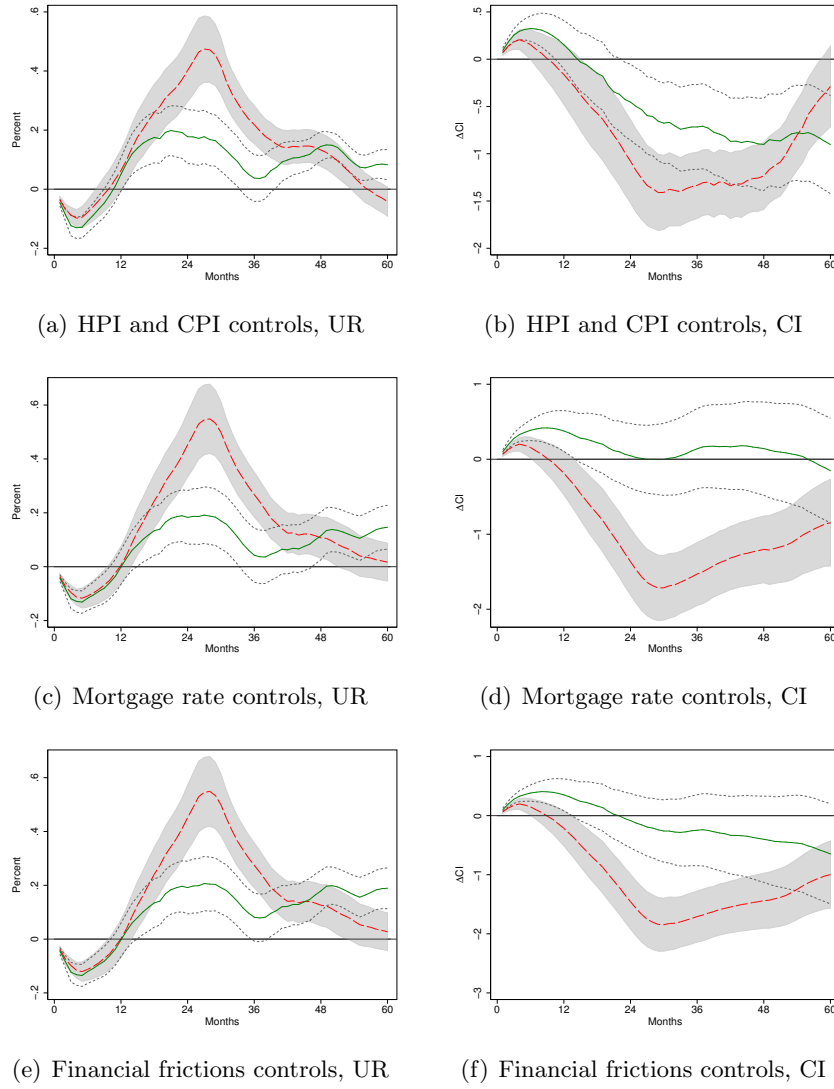 .6
.4
.2
0
-.2
Percent
0 12 24 36 48 60
Months
(a) HPI and CPI controls, UR
.5
0
-.5
-1
-1.5
-2
ΔCI
0 12 24 36 48 60
Months
(b) HPI and CPI controls, CI
.6
.4
.2
0
-.2
Percent
0 12 24 36 48 60
Months
(c) Mortgage rate controls, UR
1
0
-1
-2
ΔCI
0 12 24 36 48 60
Months
(d) Mortgage rate controls, CI
.6
.4
.2
0
-.2
Percent
0 12 24 36 48 60
Months
(e) Financial frictions controls, UR
1
0
-1
-2
-3
ΔCI
0 12 24 36 48 60
Months
(f) Financial frictions controls, CI